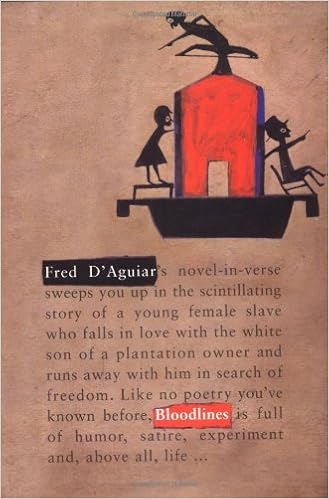 Fred D'Aguiar's novel-in-verse
sweeps you up in the scintillating
story of a young female slave
who falls in love with the white
son of a plantation owner and
runs away with him in search of
freedom. Like no poetry you've
known before, Bloodlines is full
of humor, satire, experiment
and, above all, life ...